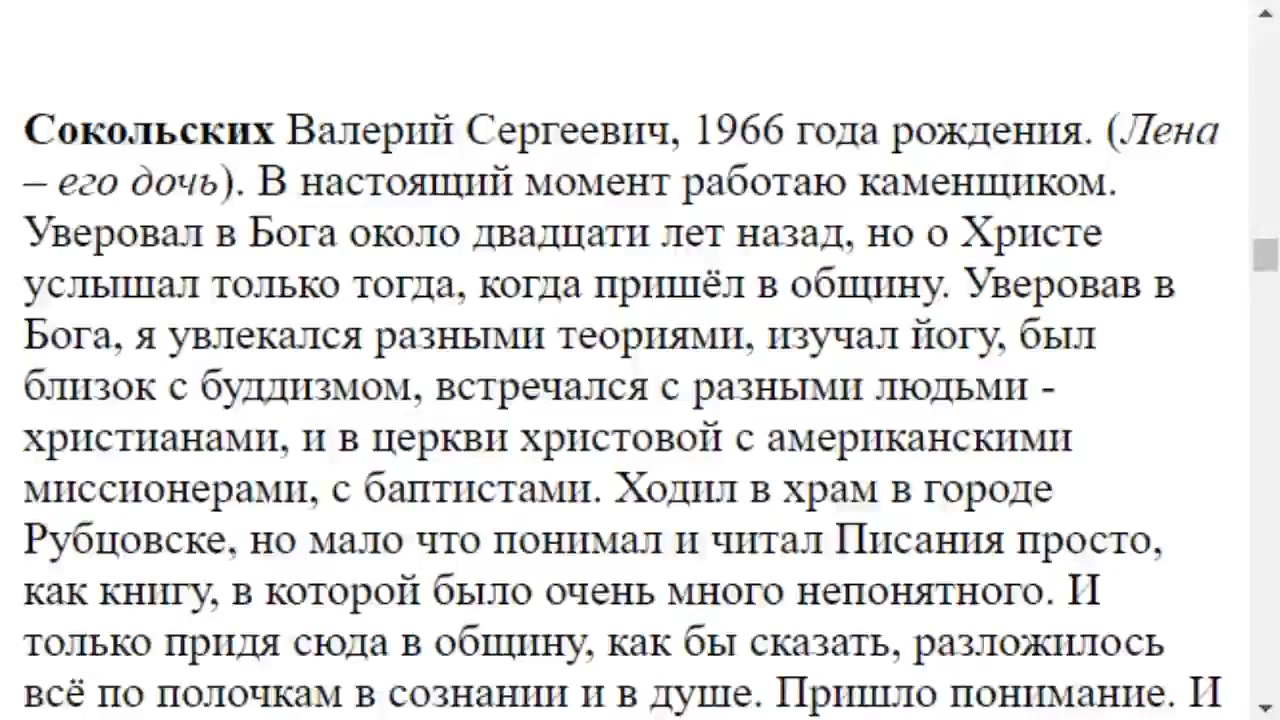 Сокольских Валерий Сергеевич, 1966 года рождения. (Лена
– его дочь). В настоящий момент работаю каменщиком.
Уверовал в Бога около двадцати лет назад, но о Христе
услышал только тогда, когда пришёл в общину. Уверовав в
Бога, я увлекался разными теориями, изучал йогу, был
близок с буддизмом, встречался с разными людьми -
христианами, и в церкви христовой с американскими
миссионерами, с баптистами. Ходил в храм в городе
Рубцовске, но мало что понимал и читал Писания просто,
как книгу, в которой было очень много непонятного. И
только придя сюда в общину, как бы сказать, разложилось
всё по полочкам в сознании и в душе. Пришло понимание. И